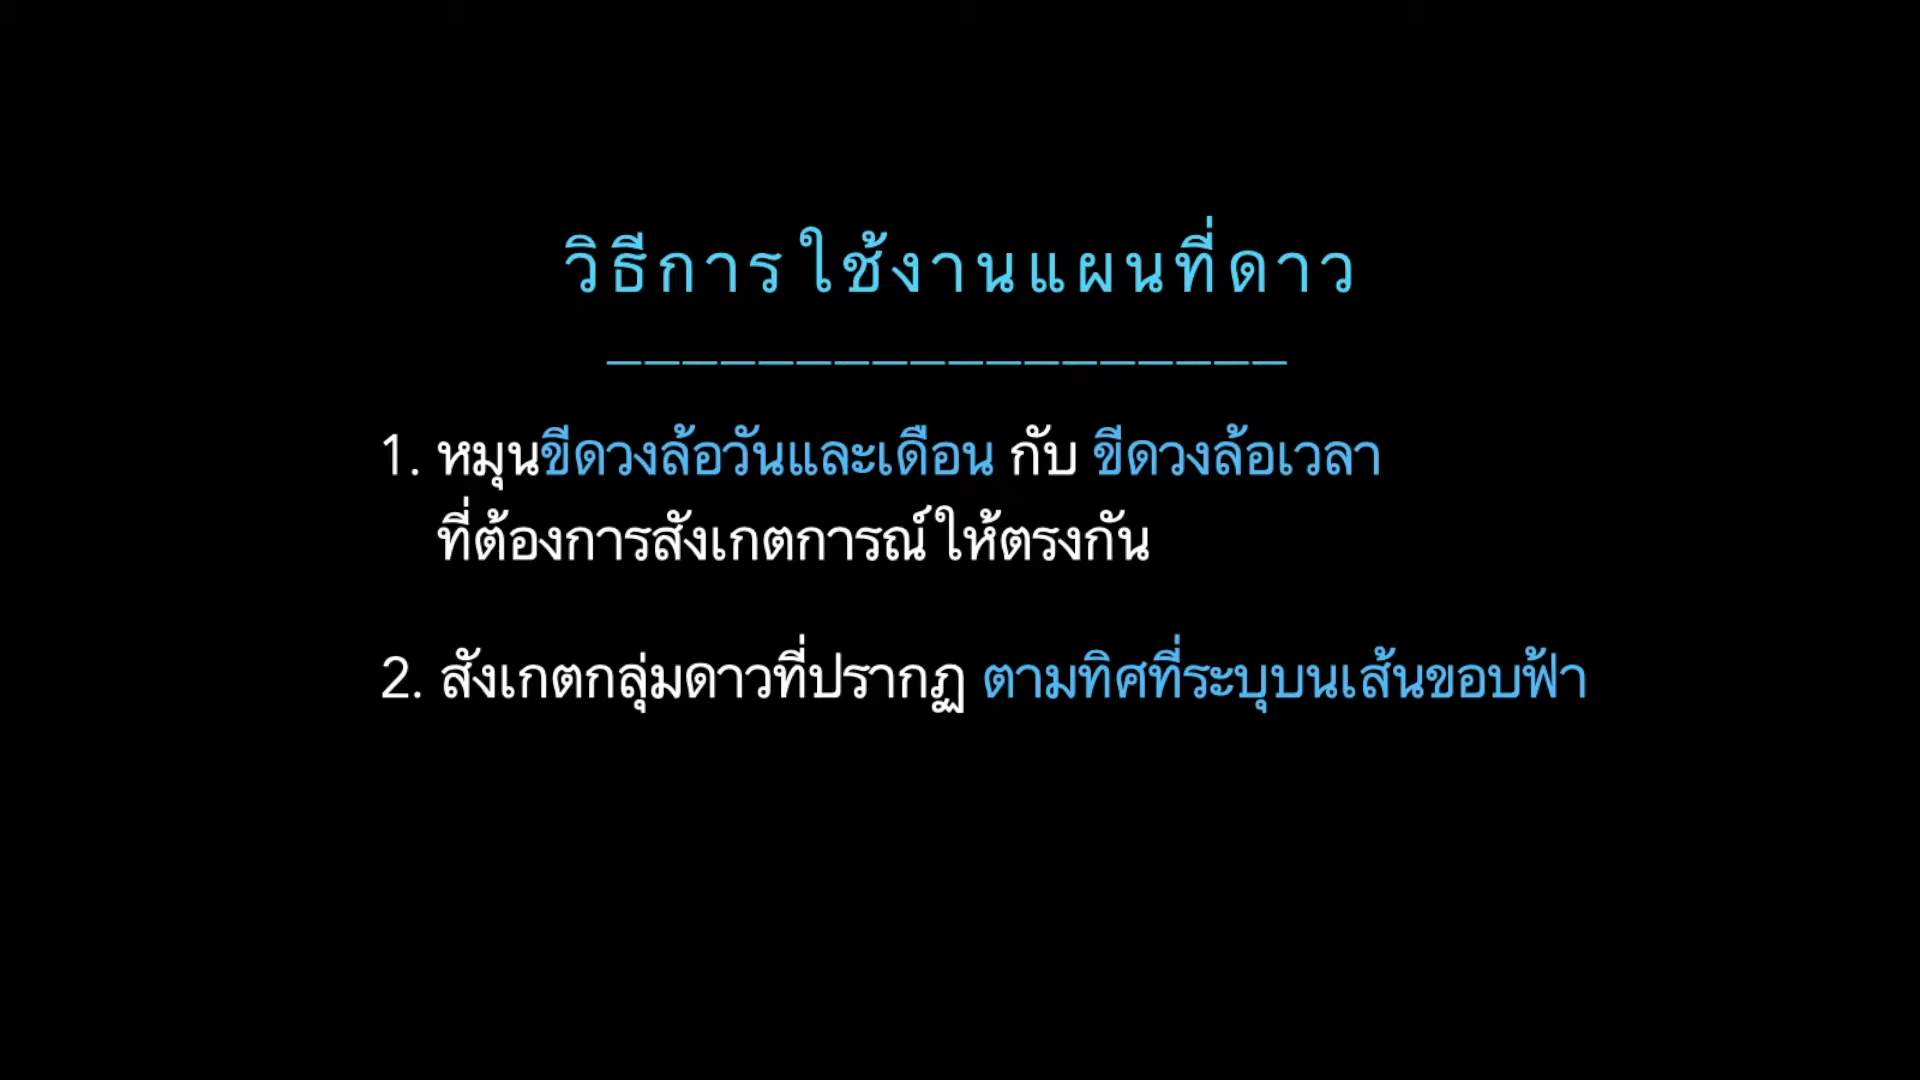 วิธีการใช้งานแผนที่ดาว
__________________
1. หมุนขีดวงล้อวันและเดือน กับ ขีดวงล้อเวลา
ที่ต้องการสังเกตการณ์ ให้ตรงกัน
2. สังเกตกลุ่มดาวที่ปรากฏ ตามทิศที่ระบุบนเส้นขอบฟ้า